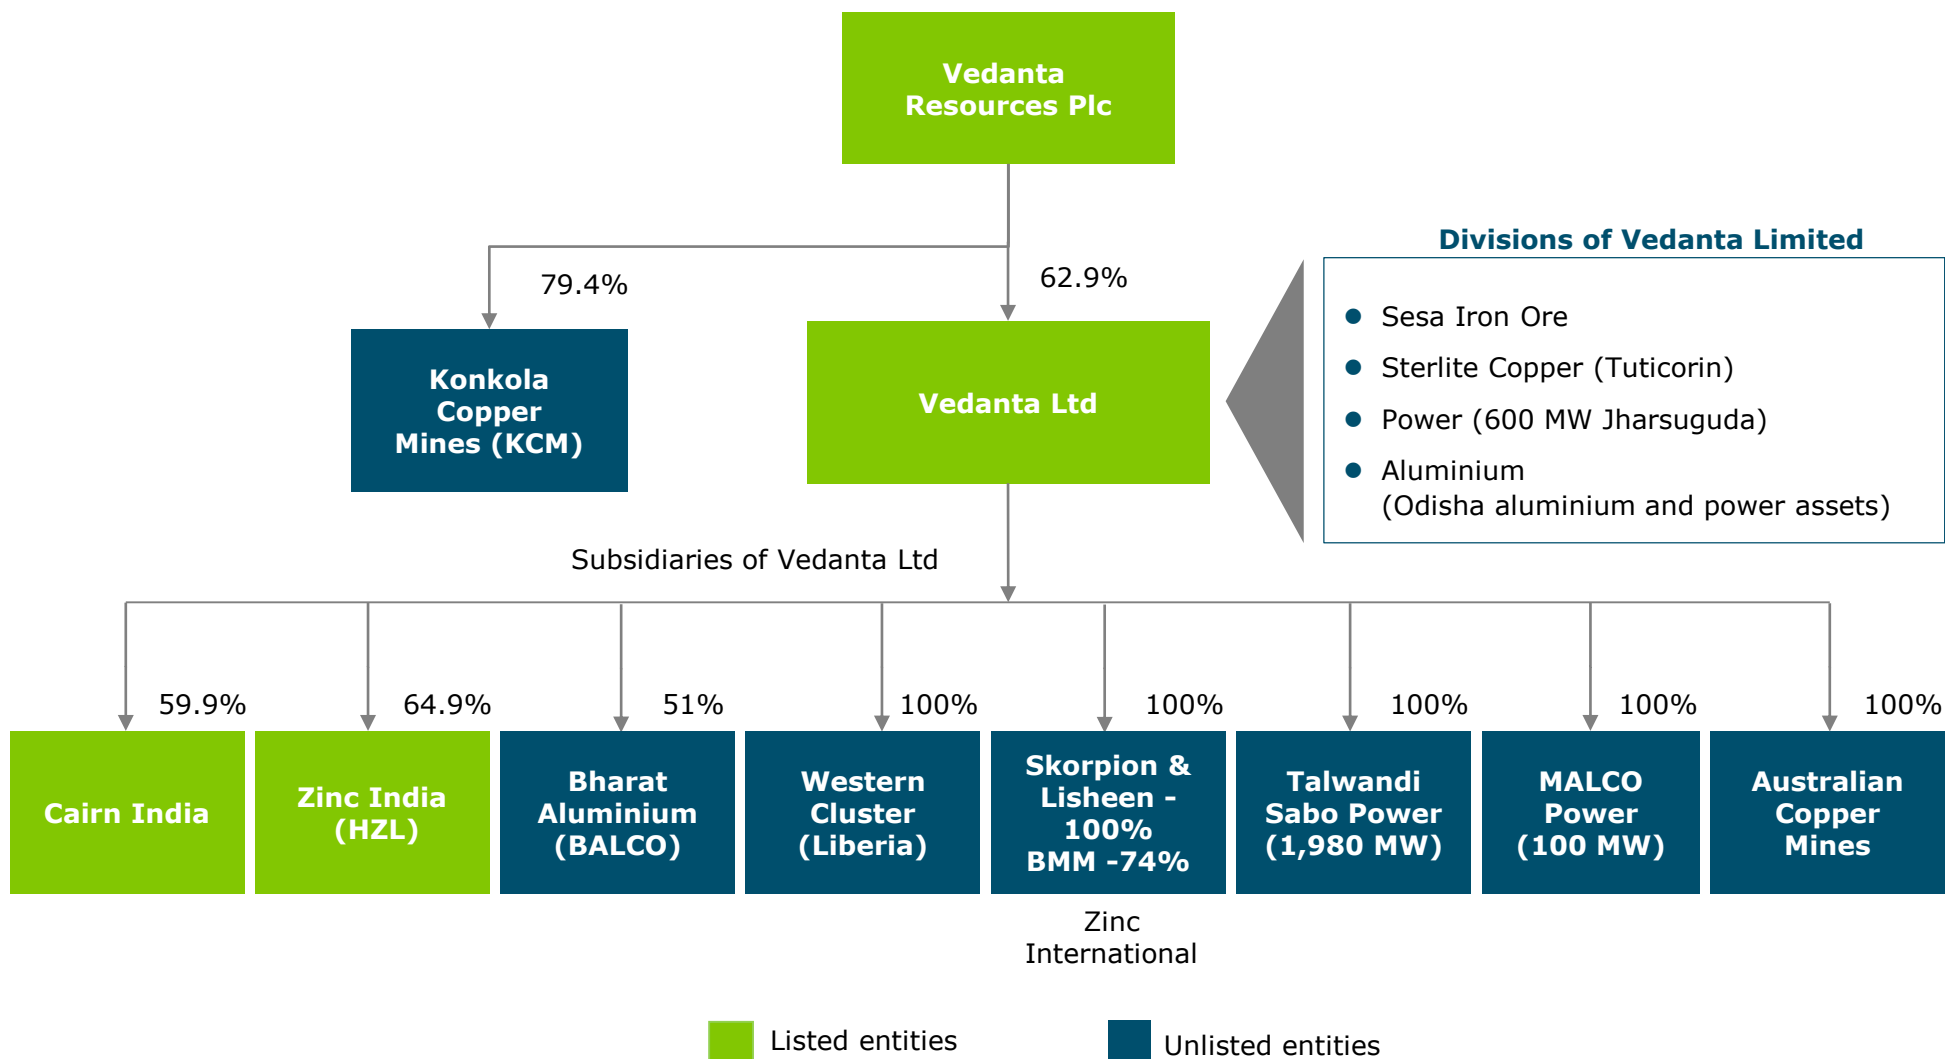 Vedanta
Resources Plc
Divisions of Vedanta Limited
79.4%
62.9%
Konkola
Copper
Mines (KCM)
Vedanta Ltd
Sesa Iron Ore
Sterlite Copper (Tuticorin)
Power (600 MW Jharsuguda)
Aluminium
(Odisha aluminium and power assets)
Subsidiaries of Vedanta Ltd
59.9%
64.9%
51%
100%
100%
100%
100%
100%
Cairn India
Zinc India
(HZL)
Bharat
Aluminium
(BALCO)
Western
Cluster
(Liberia)
Skorpion &
Lisheen -
100%
BMM -74%
Talwandi
Sabo Power
(1,980 MW)
MALCO
Power
(100 MW)
Australian
Copper
Mines
Zinc
International
Listed entities
Unlisted entities